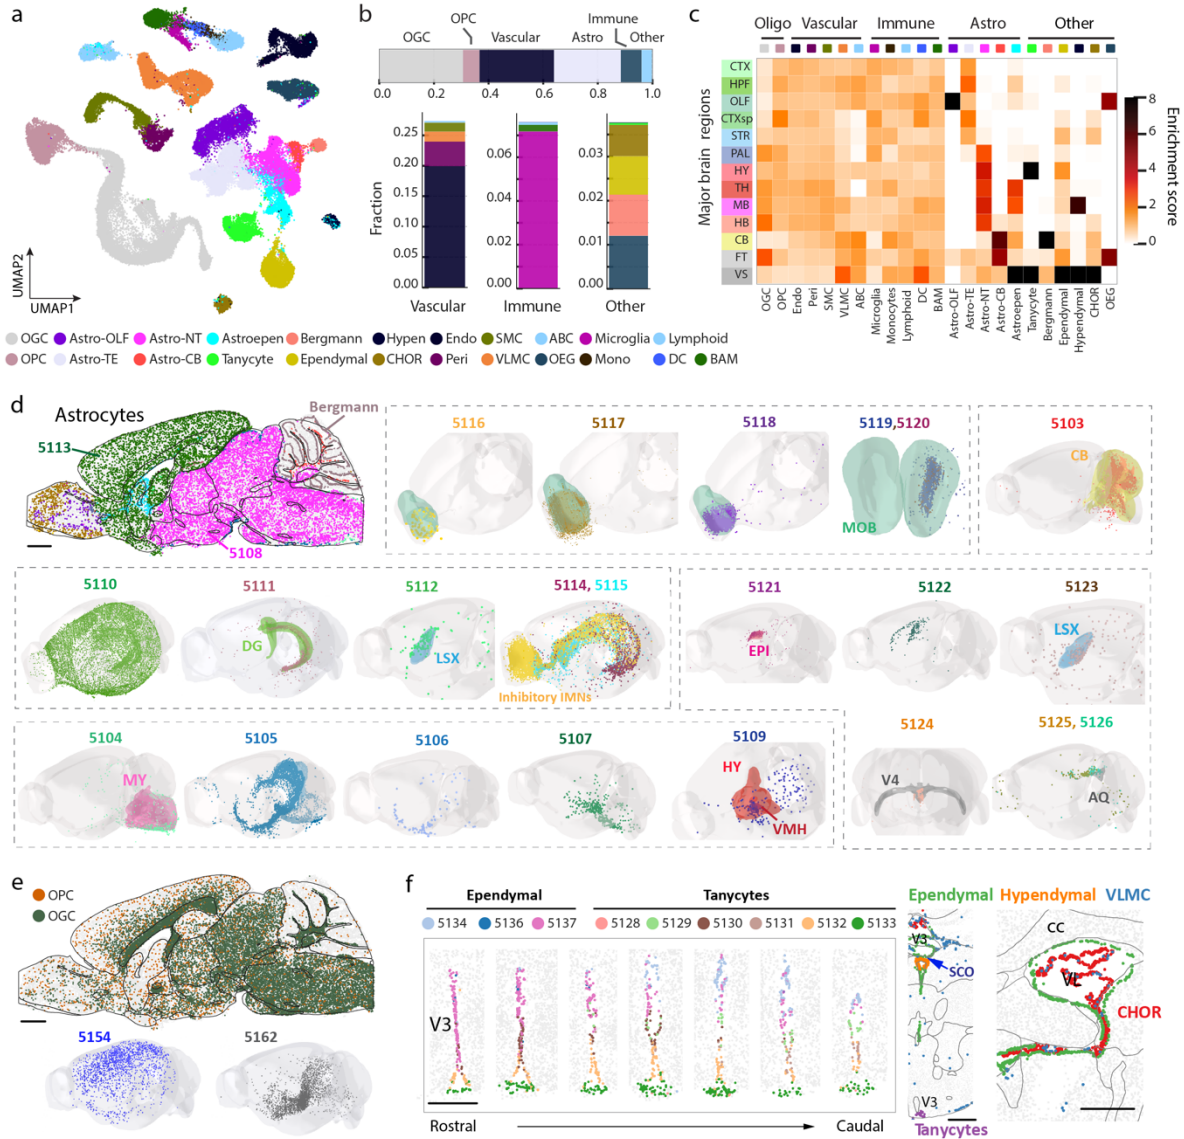 a
UMAP2
UMAP1
b
OPC
Immune
OGC
Vascular
Astro
Other
0.0
0.2
0.4
0.6
0.8
1.0
Fraction
0.25
0.20
0.15
0.10
0.05
0.00
Vascular
0.06
0.04
0.02
0.00
Immune
0.03
0.02
0.01
0.00
Other
c
Oligo Vascular Immune Astro Other
Major brain regions
CTX
HPF
OLF
CTXsp
STR
PAL
HY
TH
MB
HB
CB
FT
VS
OGC
OPC
Endo
Peri
SMC
VLMC
ABC
Microglia
Monocytes
Lymphoid
DC
BAM
Astro-OLF
Astro-TE
Astro-NT
Astro-CB
Astroepen
Tanycyte
Bergmann
Ependymal
Hypendymal
CHOR
OEG
8
6
4
2
0
Enrichment score
OGC Astro-OLF Astro-NT Astroepen Bergmann Hypen Endo SMC ABC Microglia Lymphoid
OPC Astro-TE Astro-CB Tanycyte Ependymal CHOR Peri VLMC OEG Mono DC BAM
d
Astrocytes
Bergmann
5113
5108
5116
5117
5118
5119,5120
MOB
5103
CB
5110
5111
DG
5112
LSX
5114, 5115
Inhibitory IMNs
5121
EPI
5122
5123
LSX
5104
MY
5105
5106
5107
5109
HY
VMH
5124
V4
5125, 5126
AQ
e
OPC
OGC
5154
5162
f
Ependymal
Tanycytes
5134 5136 5137 5128 5129 5130 5131 5132 5133
V3
Rostral
Caudal
Ependymal Hypendymal VLMC
V3
SCO
V3
Tanycytes
CC
VL
CHOR